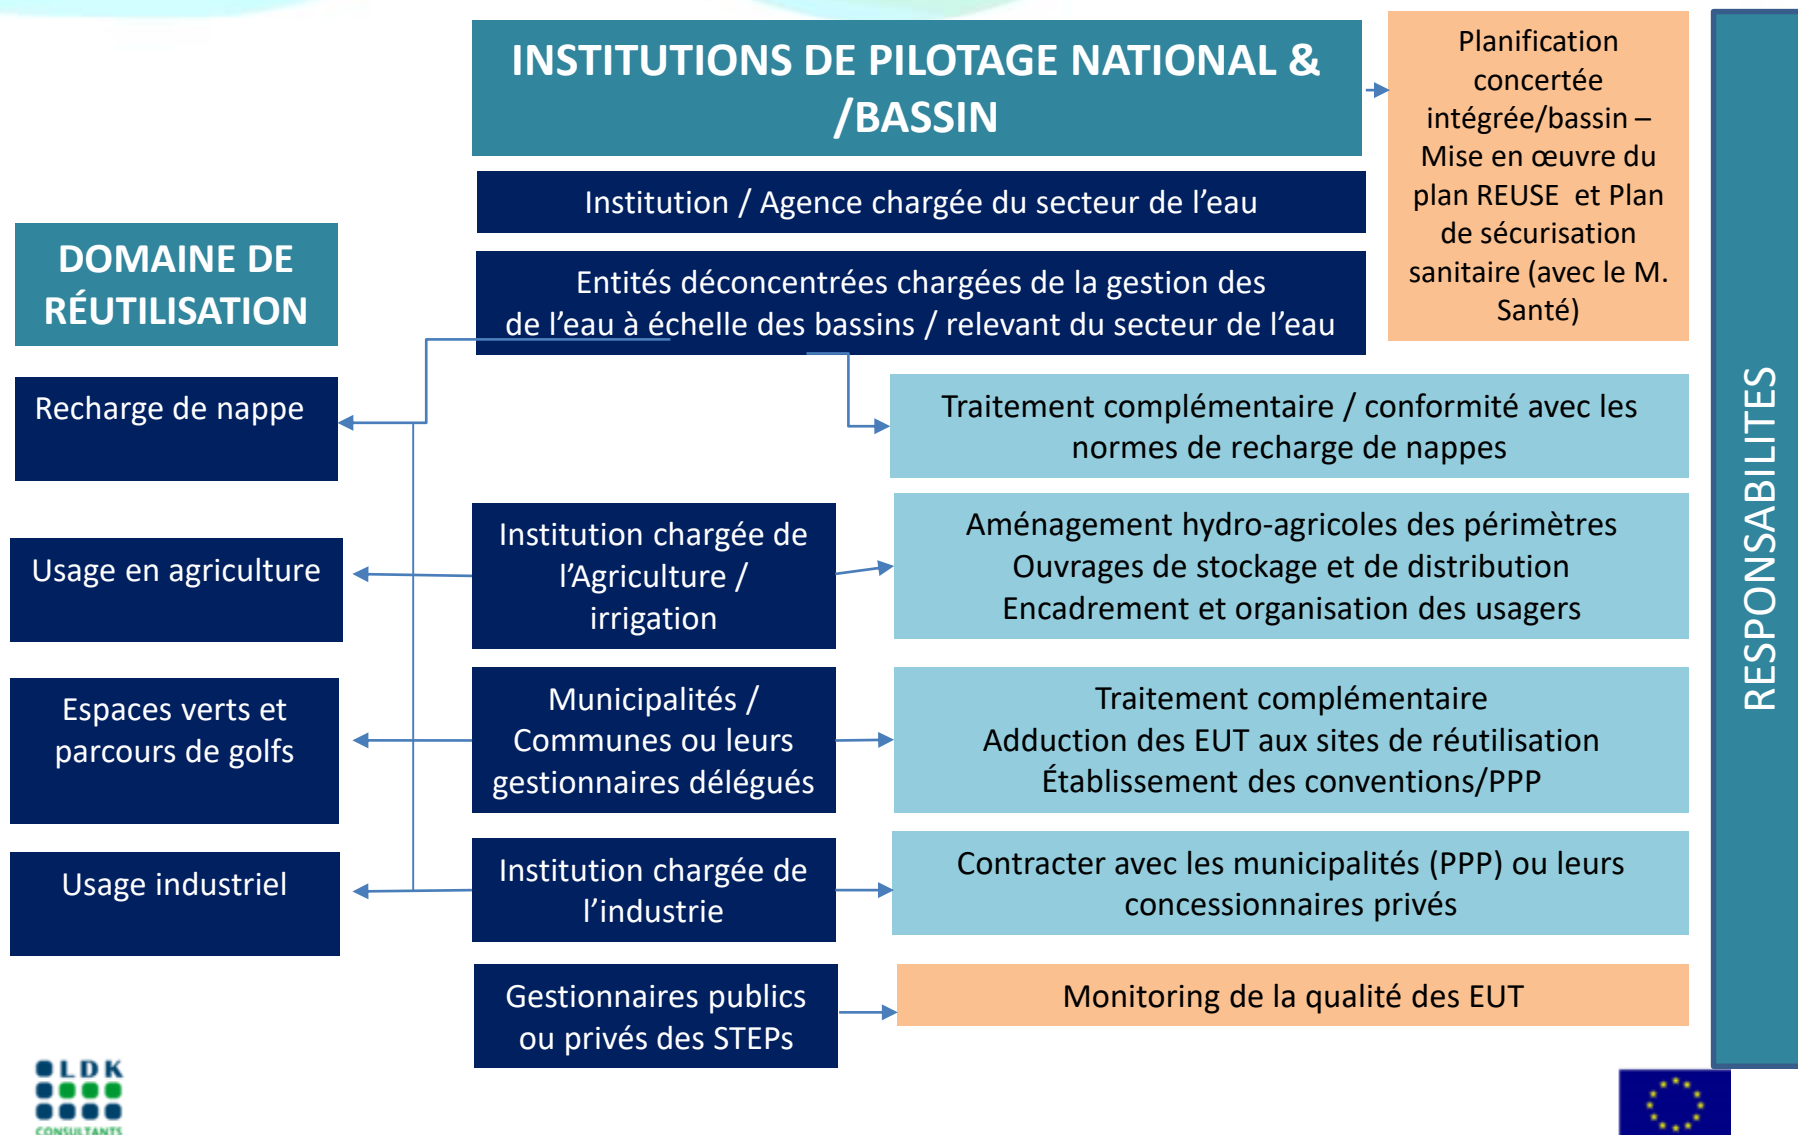 INSTITUTIONS DE PILOTAGE NATIONAL &
/BASSIN
Planification
concertée
intégrée/bassin –
Mise en œuvre du
plan REUSE et Plan
de sécurisation
sanitaire (avec le M.
Santé)
Institution / Agence chargée du secteur de l'eau
Entités déconcentrées chargées de la gestion des
de l'eau à échelle des bassins / relevant du secteur de l'eau
DOMAINE DE
RÉUTILISATION
RESPONSABILITES
Recharge de nappe
Traitement complémentaire / conformité avec les
normes de recharge de nappes
Usage en agriculture
Institution chargée de
l'Agriculture /
irrigation
Aménagement hydro-agricoles des périmètres
Ouvrages de stockage et de distribution
Encadrement et organisation des usagers
Espaces verts et
parcours de golfs
Municipalités /
Communes ou leurs
gestionnaires délégués
Traitement complémentaire
Adduction des EUT aux sites de réutilisation
Établissement des conventions/PPP
Usage industriel
Institution chargée de
l'industrie
Contracter avec les municipalités (PPP) ou leurs
concessionnaires privés
Gestionnaires publics
ou privés des STEPs
Monitoring de la qualité des EUT
LDK
CONSULTANTS